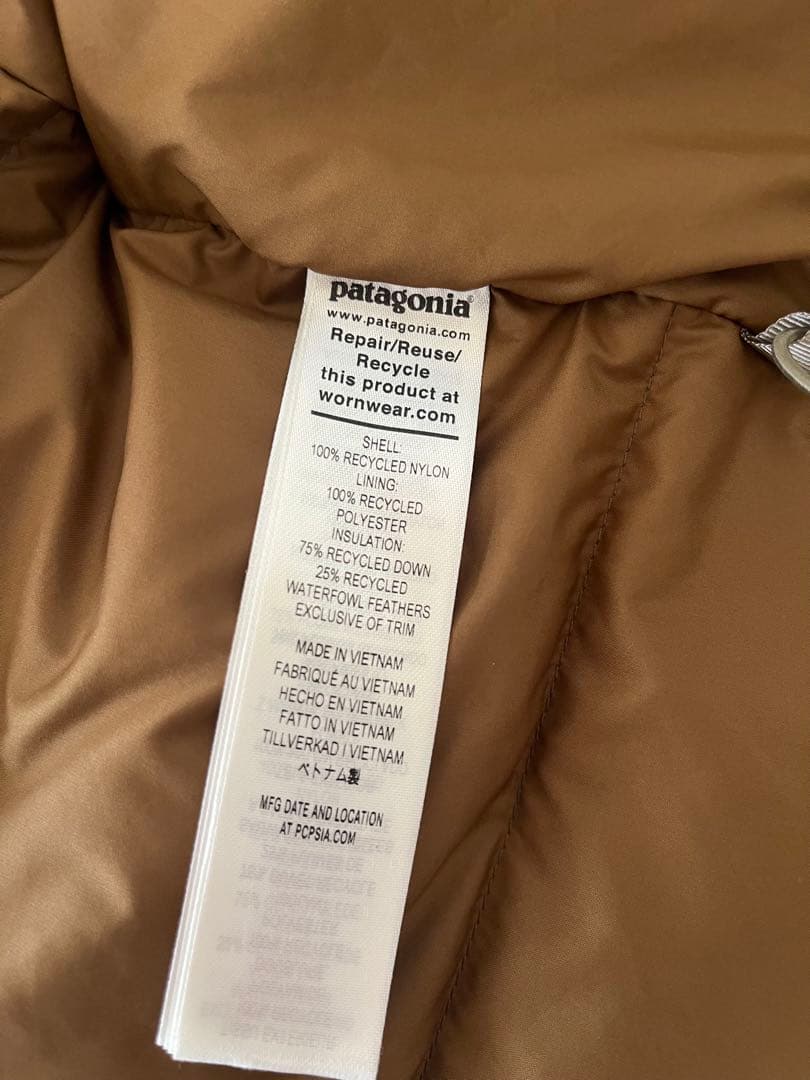 patagonia®
www.patagonia.com
Repair/Reuse/
Recycle
this product at
wornwear.com
SHELL:
100% RECYCLED NYLON
LINING:
100% RECYCLED
POLYESTER
INSULATION:
75% RECYCLED DOWN
25% RECYCLED
WATERFOWL FEATHERS
EXCLUSIVE OF TRIM
MADE IN VIETNAM
FABRIQUÉ AU VIETNAM
HECHO EN VIETNAM
FATTO IN VIETNAM
TILLVERKAD I VIETNAM
ベトナム製
MFG DATE AND LOCATION
AT PCPSIA.COM